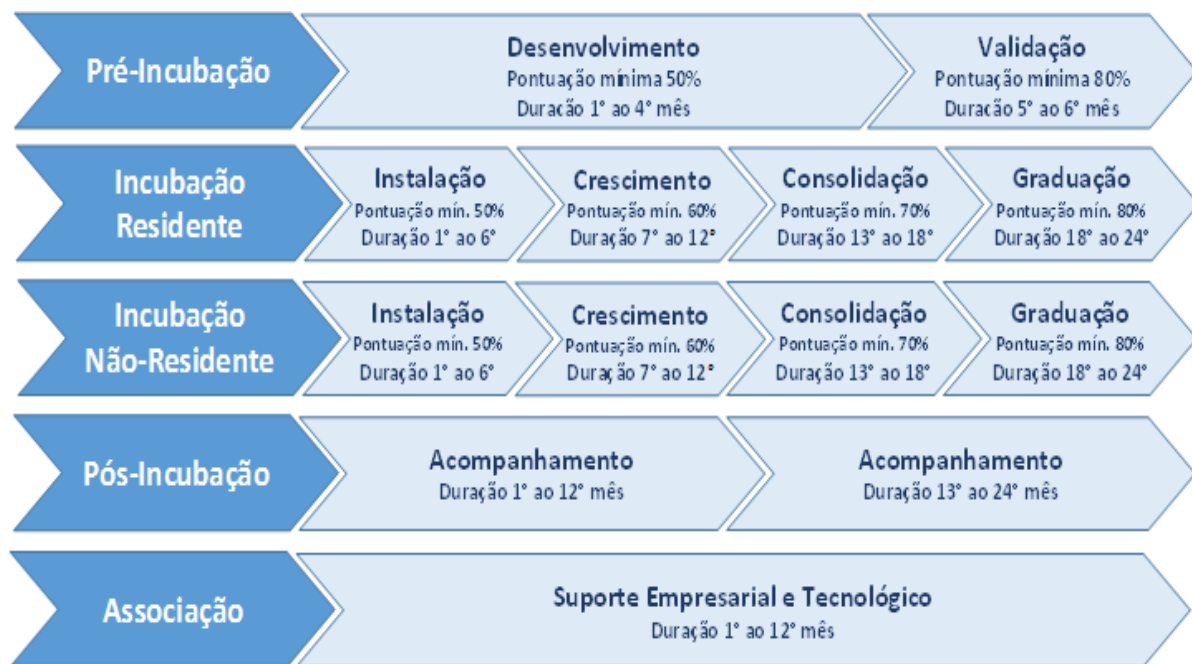 Pré-Incubação
Desenvolvimento
Pontuação mínima 50%
Duracão 1° ao 4° mês
Validação
Pontuação mínima 80%
Duração 5° ao 6° mês
Incubação
Residente
Instalação
Pontuação mín. 50%
Duração 1° ao 6°
Crescimento
Pontuação mín. 60%
Duração 7° ao 12°
Consolidação
Pontuação mín. 70%
Duração 13° ao 18°
Graduação
Pontuação mín. 80%
Duração 18° ao 24°
Incubação
Não-Residente
Instalação
Pontuação mín. 50%
Duração 1° ao 6°
Crescimento
Pontuação mín. 60%
Duração 7° ao 12°
Consolidação
Pontuação mín. 70%
Duração 13° ao 18°
Graduação
Pontuação mín. 80%
Duração 18° ao 24°
Pós-Incubação
Acompanhamento
Duração 1° ao 12° mês
Acompanhamento
Duração 13° ao 24° mês
Associação
Suporte Empresarial e Tecnológico
Duração 1° ao 12° mês